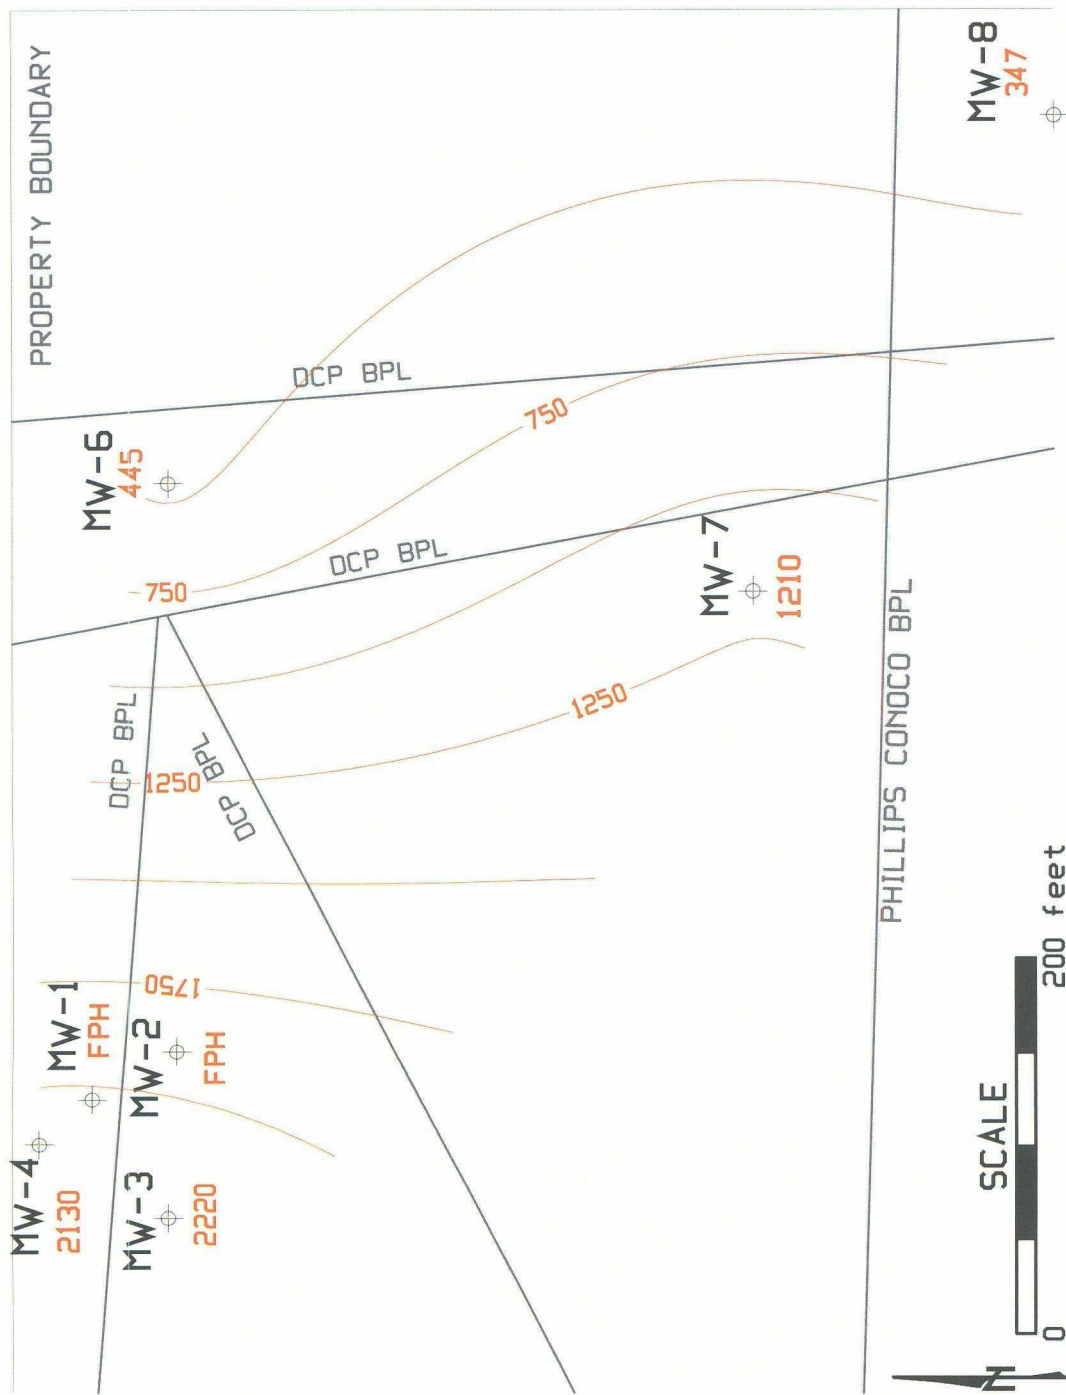 PROPERTY BOUNDARY
MW-8
347
DCP BPL
MW-6
445
750
750
DCP BPL
MW-7
1210
DCP BPL
DCP BPL
1250
1250
PHILLIPS CONOCO BPL
1750
MW-1
FPH
MW-2
FPH
MW-4
2130
MW-3
2220
SCALE
0
200 feet
N